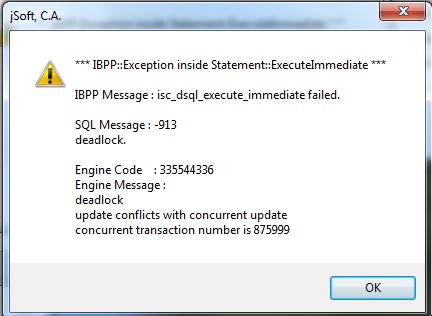 jSoft, C.A.
*** IBPP::Exception inside Statement::ExecuteImmediate ***
IBPP Message : isc_dsql_execute_immediate failed.
SQL Message : -913
deadlock.
Engine Code    : 335544336
Engine Message :
deadlock
update conflicts with concurrent update
concurrent transaction number is 875999
OK